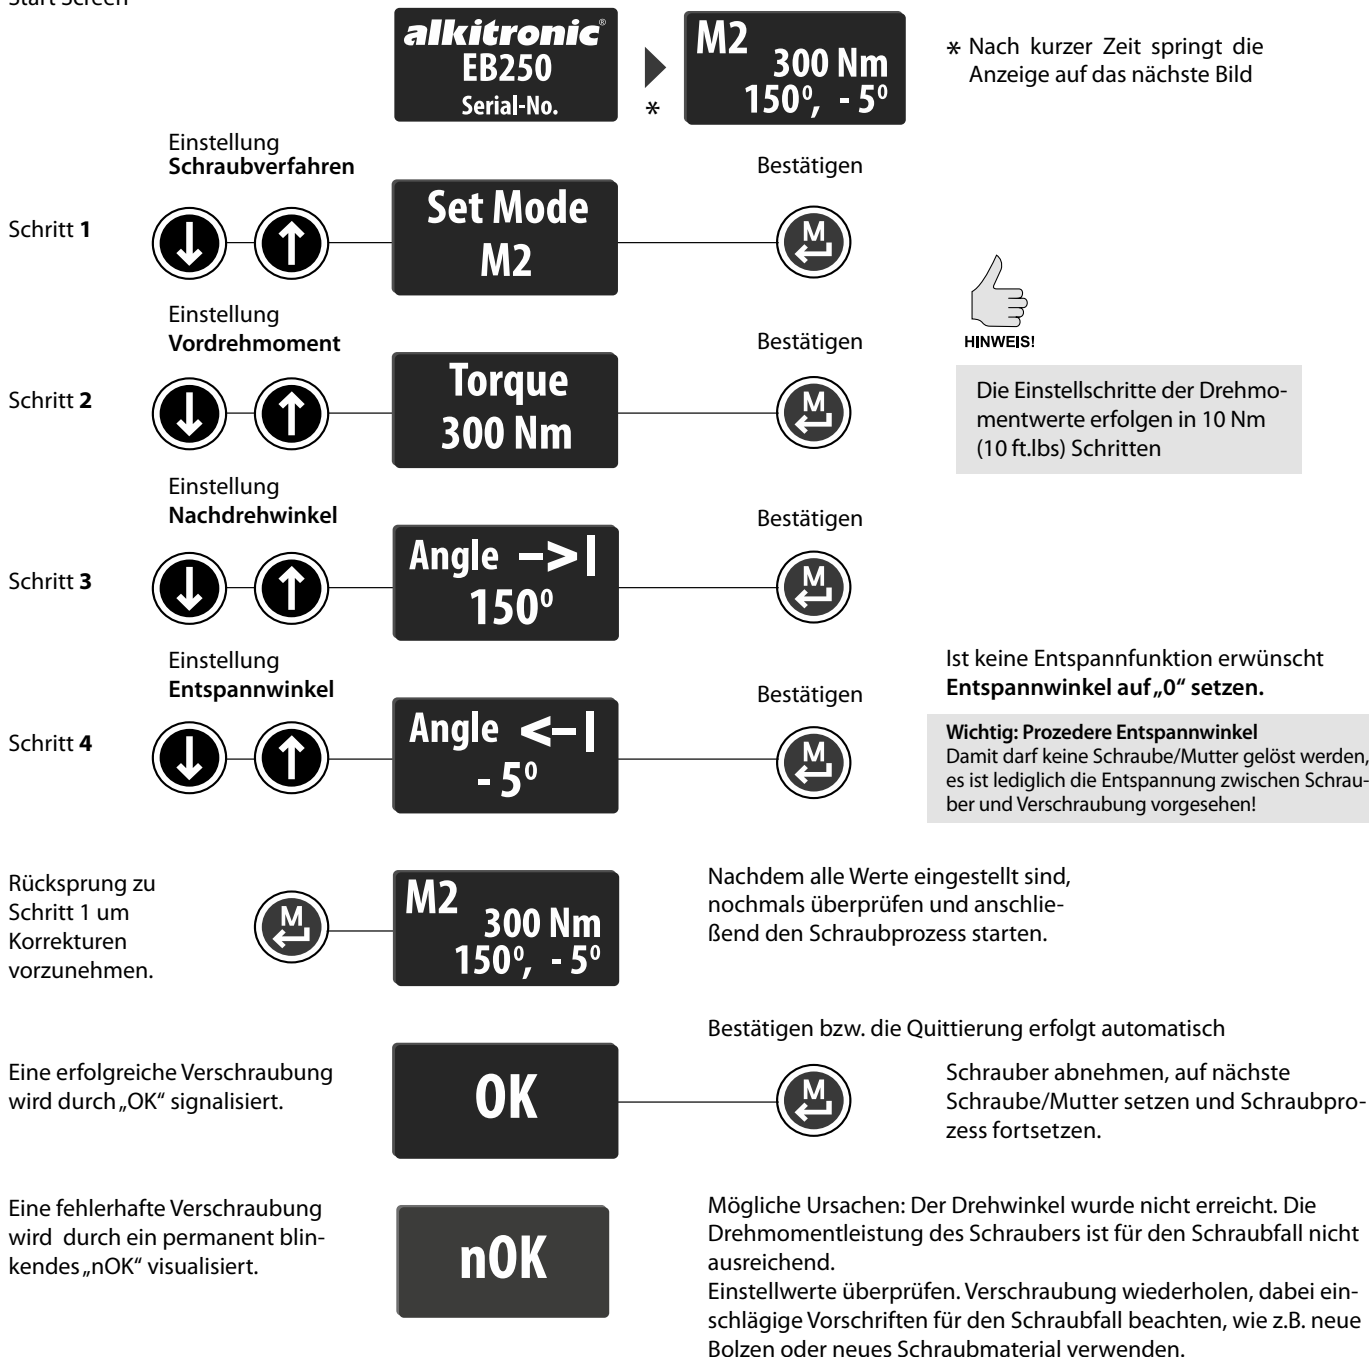 Start Screen
alkitronic®
EB250
Serial-No.
*
M2
300 Nm
150⁰, - 5⁰
* Nach kurzer Zeit springt die
Anzeige auf das nächste Bild
Einstellung
Schraubverfahren
Bestätigen
Schritt 1
Set Mode
M2
M
HINWEIS!
Einstellung
Vordrehmoment
Bestätigen
Schritt 2
Torque
300 Nm
M
Die Einstellschritte der Drehmo-
mentwerte erfolgen in 10 Nm
(10 ft.lbs) Schritten
Einstellung
Nachdrehwinkel
Bestätigen
Schritt 3
Angle –>|
150⁰
M
Einstellung
Entspannwinkel
Bestätigen
Schritt 4
Angle <–|
- 5⁰
M
Ist keine Entspannfunktion erwünscht
Entspannwinkel auf „0“ setzen.
Wichtig: Prozedere Entspannwinkel
Damit darf keine Schraube/Mutter gelöst werden,
es ist lediglich die Entspannung zwischen Schrau-
ber und Verschraubung vorgesehen!
Rücksprung zu
Schritt 1 um
Korrekturen
vorzunehmen.
M
M2
300 Nm
150⁰, - 5⁰
Nachdem alle Werte eingestellt sind,
nochmals überprüfen und anschlie-
ßend den Schraubprozess starten.
Bestätigen bzw. die Quittierung erfolgt automatisch
Eine erfolgreiche Verschraubung
wird durch „OK“ signalisiert.
OK
M
Schrauber abnehmen, auf nächste
Schraube/Mutter setzen und Schraubpro-
zess fortsetzen.
Eine fehlerhafte Verschraubung
wird durch ein permanent blin-
kendes „nOK“ visualisiert.
nOK
Mögliche Ursachen: Der Drehwinkel wurde nicht erreicht. Die
Drehmomentleistung des Schraubers ist für den Schraubfall nicht
ausreichend.
Einstellwerte überprüfen. Verschraubung wiederholen, dabei ein-
schlägige Vorschriften für den Schraubfall beachten, wie z.B. neue
Bolzen oder neues Schraubmaterial verwenden.